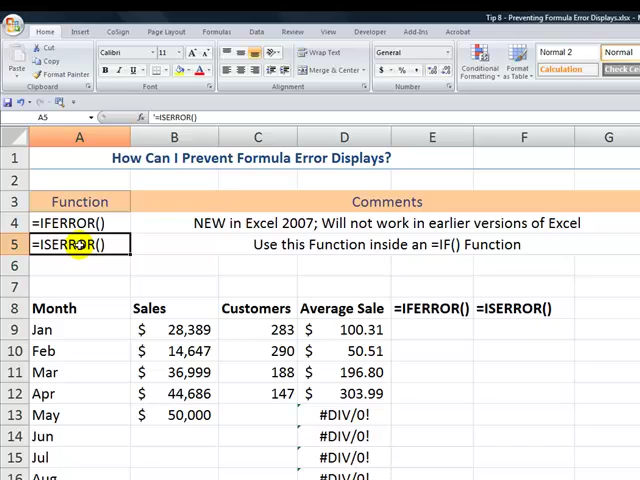 Tip 8 - Preventing Formula Error Displays.xlsx -
Home Insert CoSign Page Layout Formulas Data Review View Developer Add-Ins Acrobat
Paste Cut Copy Format Painter Clipboard
Calibri 11 A A B I U A Font
Wrap Text Merge & Center Alignment
General $ % , Number
Conditional Formatting Format as Table Normal 2 Normal Calculation Check Ce
A5 fx '=ISERROR()
A B C D E F G
1 How Can I Prevent Formula Error Displays?
2
3 Function Comments
4 =IFERROR() NEW in Excel 2007; Will not work in earlier versions of Excel
5 =ISERROR() Use this Function inside an =IF() Function
6
7
8 Month Sales Customers Average Sale =IFERROR() =ISERROR()
9 Jan $ 28,389 283 $ 100.31
10 Feb $ 14,647 290 $ 50.51
11 Mar $ 36,999 188 $ 196.80
12 Apr $ 44,686 147 $ 303.99
13 May $ 50,000 #DIV/0!
14 Jun #DIV/0!
15 Jul #DIV/0!
16 Aug #DIV/0!